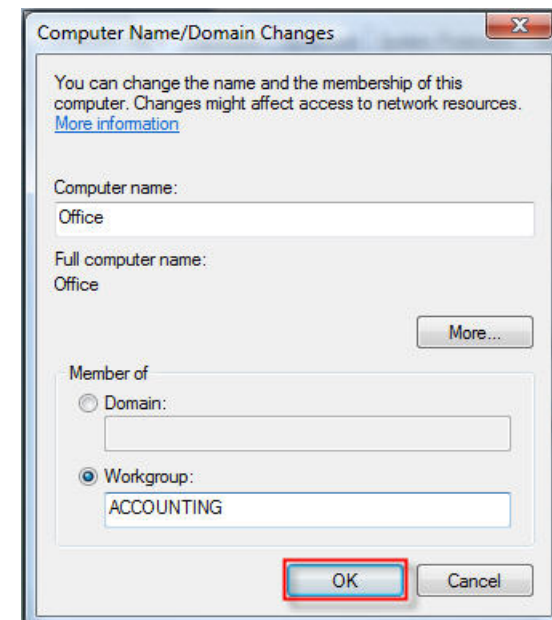 Computer Name/Domain Changes
You can change the name and the membership of this
computer. Changes might affect access to network resources.
More information
Computer name:
Office
Full computer name:
Office
More...
Member of
Domain:
Workgroup:
ACCOUNTING
OK Cancel